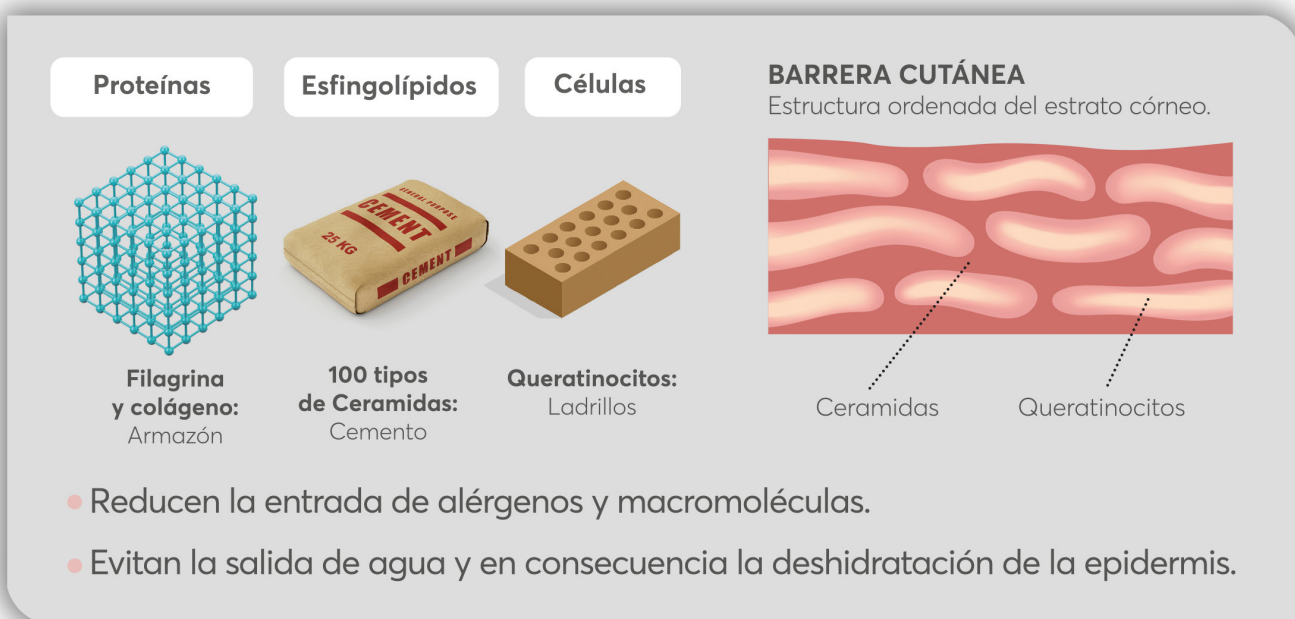 Proteínas
Esfingolípidos
Células
GENERAL PURPOSE
CEMENT
25 KG
CEMENT
Filagrina
y colágeno:
Armazón
100 tipos
de Ceramidas:
Cemento
Queratinocitos:
Ladrillos
BARRERA CUTÁNEA
Estructura ordenada del estrato córneo.
Ceramidas
Queratinocitos
Reducen la entrada de alérgenos y macromoléculas.
Evitan la salida de agua y en consecuencia la deshidratación de la epidermis.